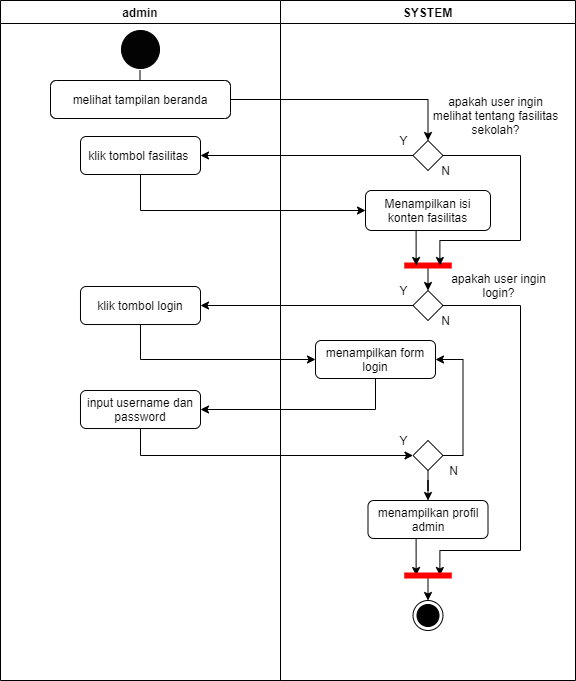 admin
SYSTEM
melihat tampilan beranda
apakah user ingin
melihat tentang fasilitas
sekolah?
Y
klik tombol fasilitas
N
Menampilkan isi
konten fasilitas
apakah user ingin
login?
Y
klik tombol login
N
menampilkan form
login
input username dan
password
Y
N
menampilkan profil
admin